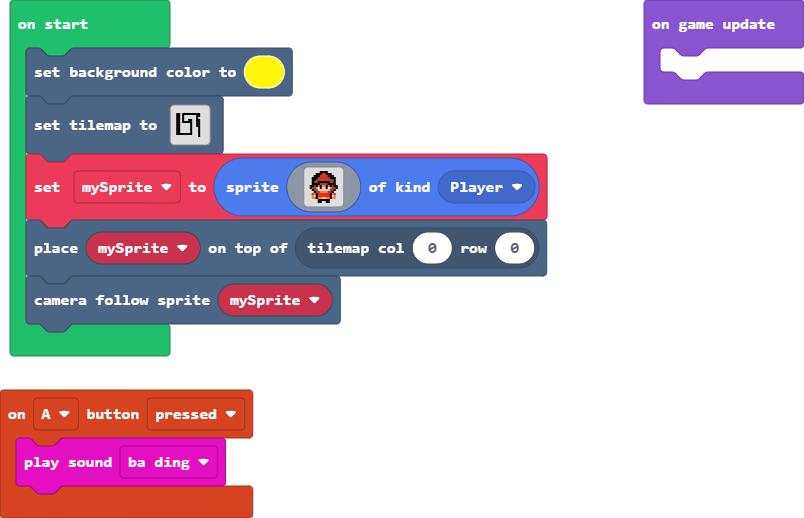 on start
set background color to
set tilemap to
set mySprite to sprite of kind Player
place mySprite on top of tilemap col 0 row 0
camera follow sprite mySprite
on game update
on A button pressed
play sound ba ding